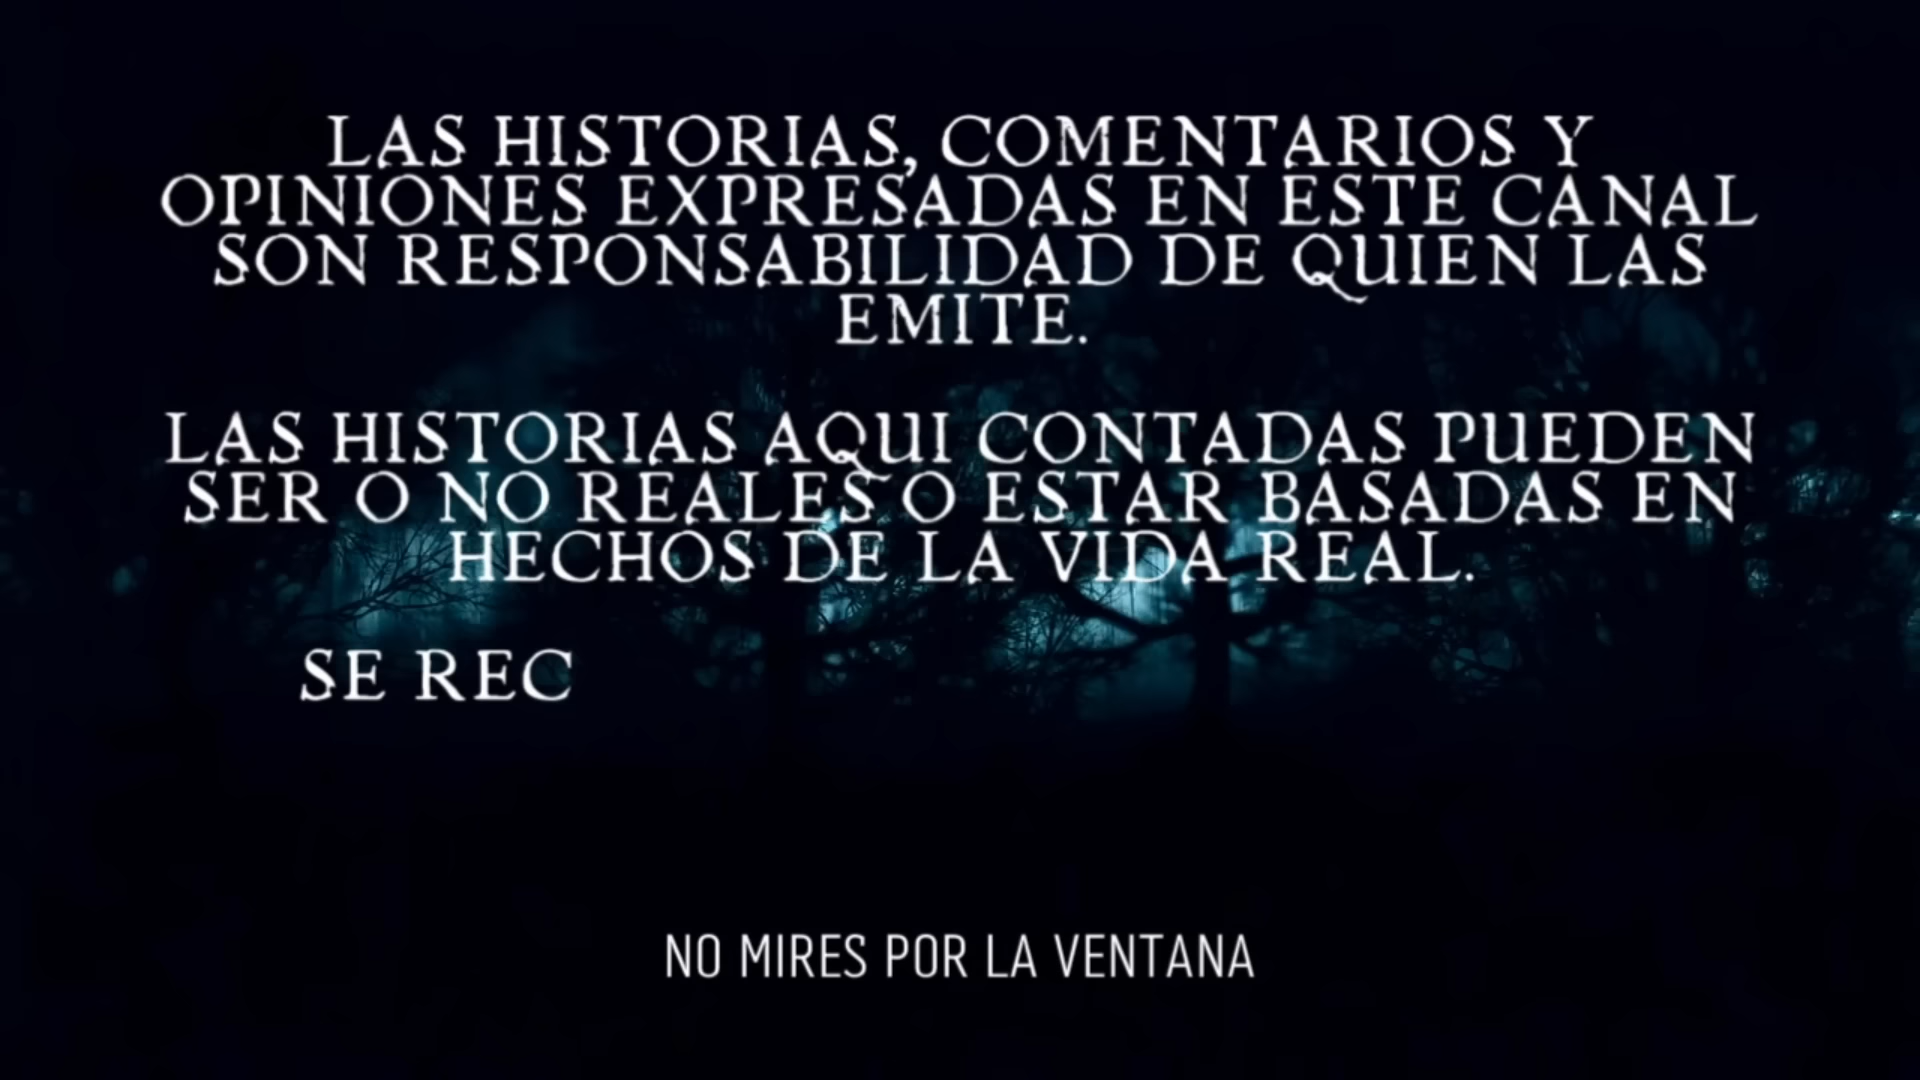 LAS HISTORIAS, COMENTARIOS Y
OPINIONES EXPRESADAS EN ESTE CANAL
SON RESPONSABILIDAD DE QUIEN LAS
EMITE.
LAS HISTORIAS AQUI CONTADAS PUEDEN
SER O NO REALES O ESTAR BASADAS EN
HECHOS DE LA VIDA REAL.
SE REC
NO MIRES POR LA VENTANA